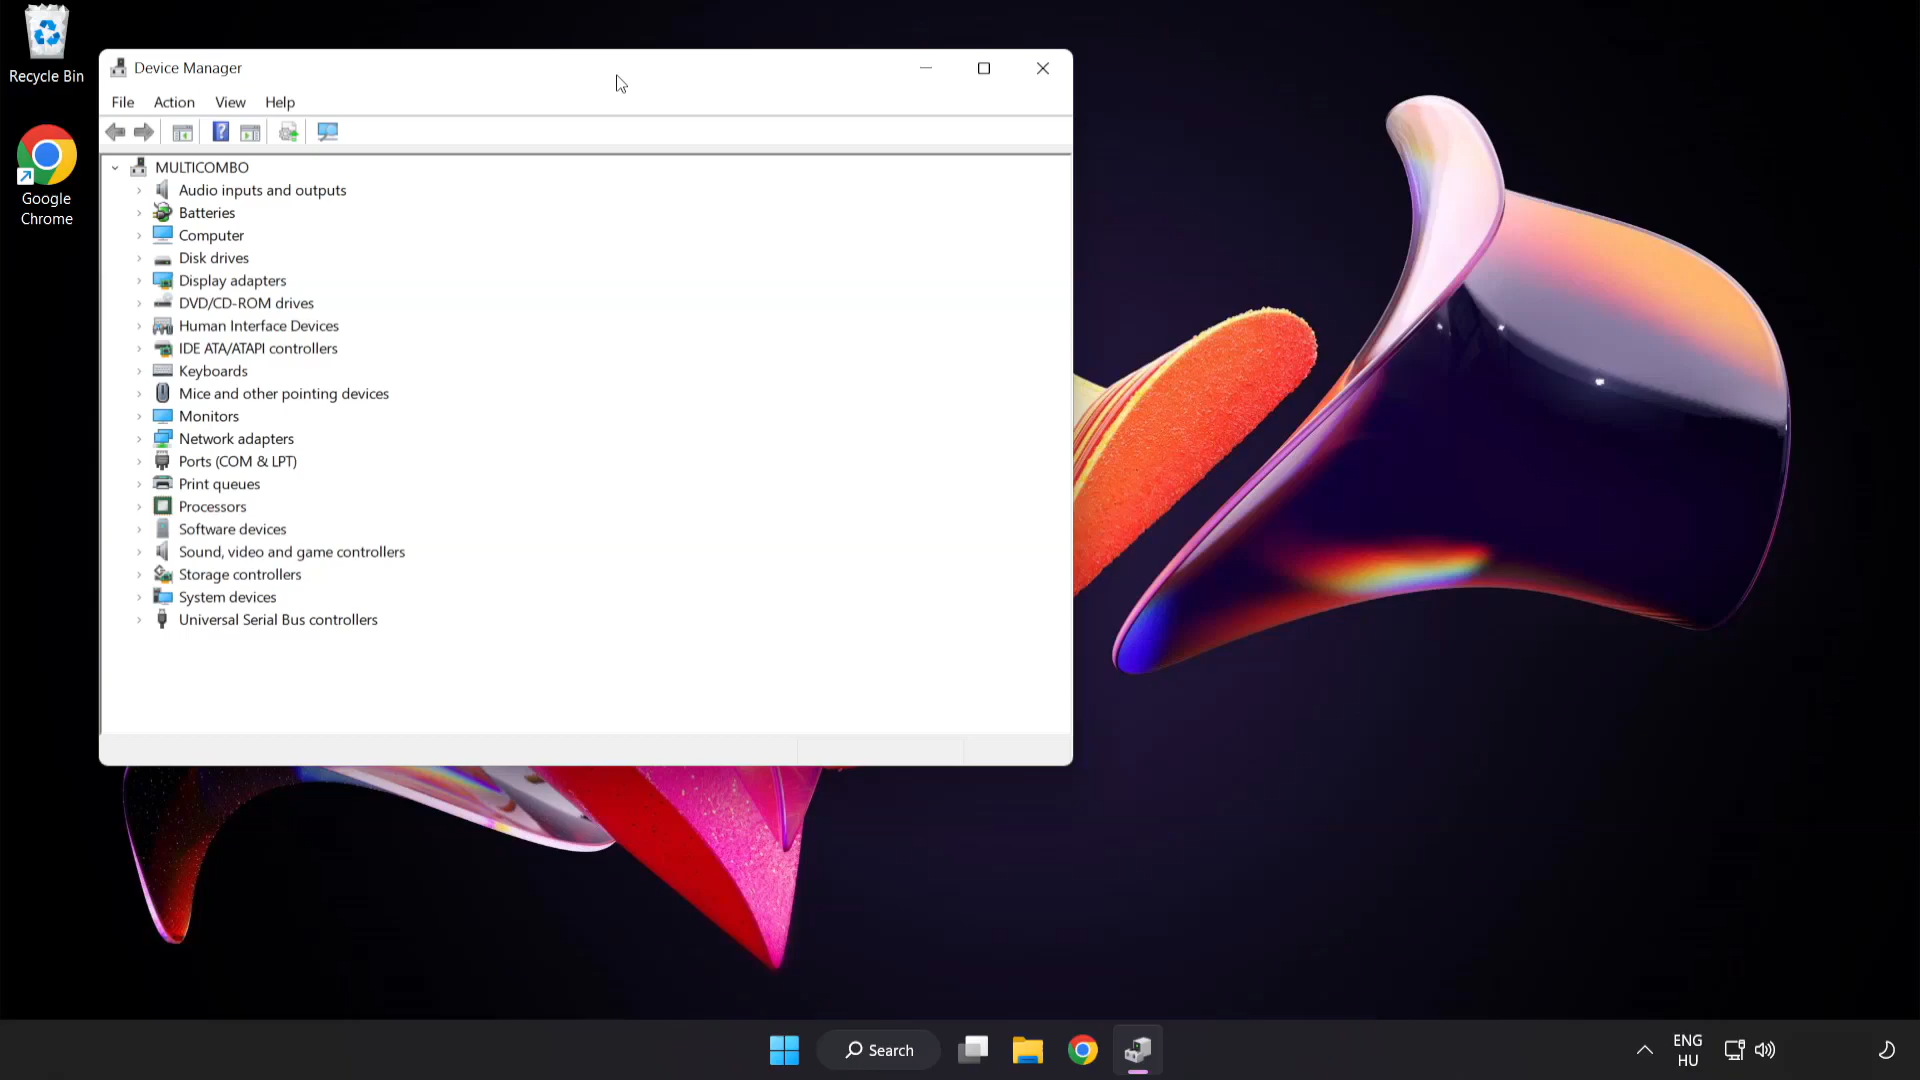 Recycle Bin
Google
Chrome
Device Manager
File Action View Help
MULTICOMBO
Audio inputs and outputs
Batteries
Computer
Disk drives
Display adapters
DVD/CD-ROM drives
Human Interface Devices
IDE ATA/ATAPI controllers
Keyboards
Mice and other pointing devices
Monitors
Network adapters
Ports (COM & LPT)
Print queues
Processors
Software devices
Sound, video and game controllers
Storage controllers
System devices
Universal Serial Bus controllers
Search
ENG
HU